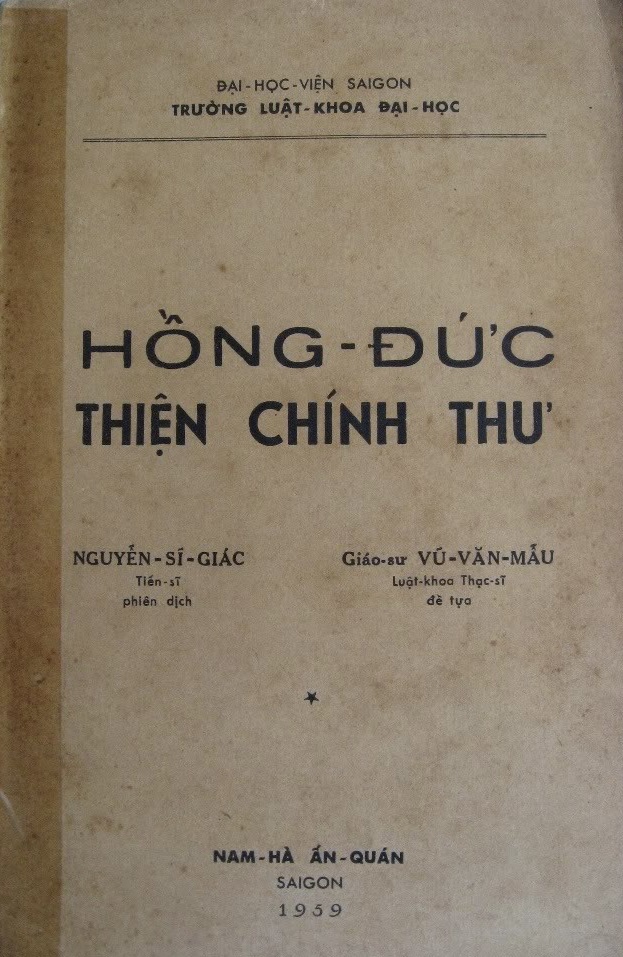 ĐẠI-HỌC-VIỆN SAIGON
TRƯỜNG LUẬT-KHOA ĐẠI-HỌC
HỒNG-ĐỨC
THIỆN CHÍNH THƯ
NGUYỄN-SĨ-GIÁC
Tiến-sĩ
phiên dịch
Giáo-sư VŨ-VĂN-MẪU
Luật-khoa Thạc-sĩ
đề tựa
NAM-HÀ ẤN-QUÁN
SAIGON
1959